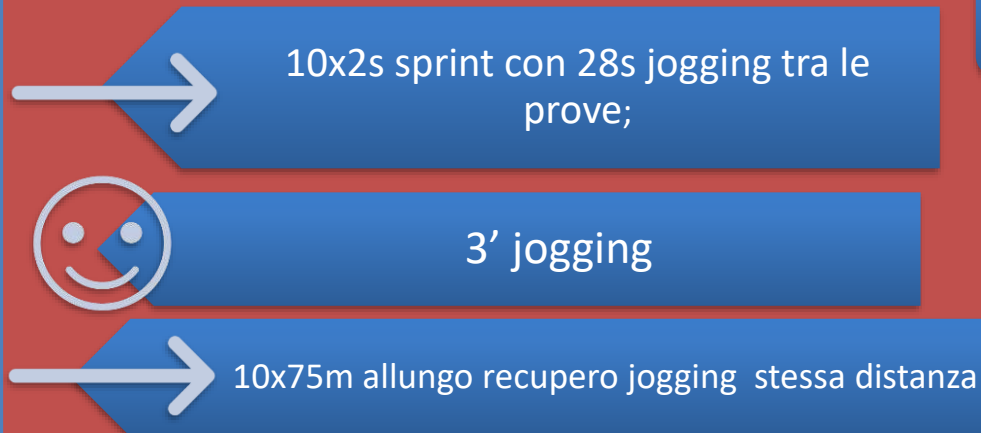 10x2s sprint con 28s jogging tra le
prove;
3’ jogging
10x75m allungo recupero jogging  stessa distanza